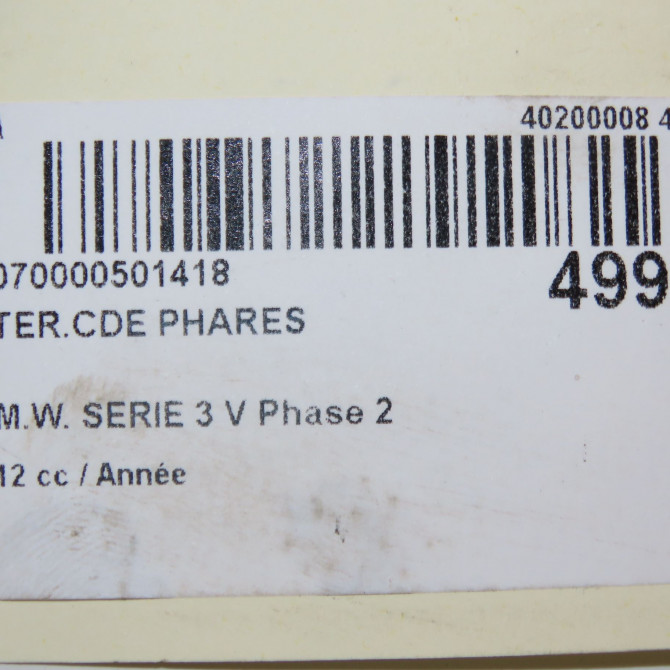 40200008 4
070000501418
499
TER.CDE PHARES
M.W. SERIE 3 V Phase 2
12 cc / Année